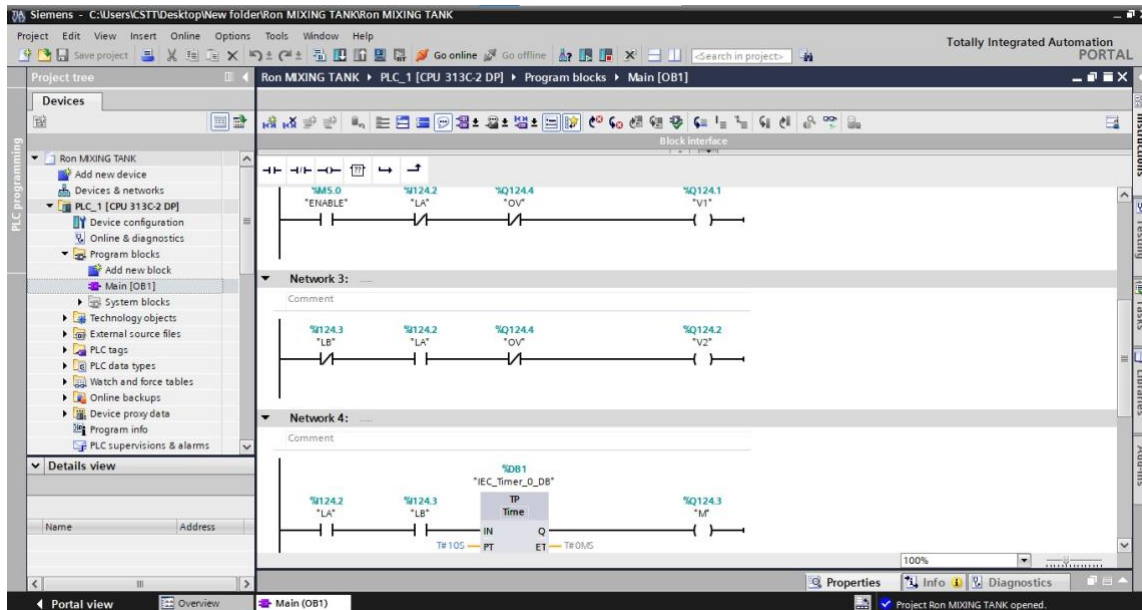 Siemens - C:\Users\CSTT\Desktop\New folder\Ron MIXING TANK\Ron MIXING TANK
Project Edit View Insert Online Options Tools Window Help
Totally Integrated Automation
PORTAL
Save project Go online Go offline <Search in project>
Project tree
Ron MIXING TANK ▸ PLC_1 [CPU 313C-2 DP] ▸ Program blocks ▸ Main [OB1]
Devices
PLC programming
Block interface
Ron MIXING TANK
Add new device
Devices & networks
PLC_1 [CPU 313C-2 DP]
Device configuration
Online & diagnostics
Program blocks
Add new block
Main [OB1]
System blocks
Technology objects
External source files
PLC tags
PLC data types
Watch and force tables
Online backups
Device proxy data
Program info
PLC supervisions & alarms
Details view
Name Address
%M5.0 %I124.2 %Q124.4 %Q124.1
"ENABLE" "LA" "OV" "V1"
Network 3:
Comment
%I124.3 %I124.2 %Q124.4 %Q124.2
"LB" "LA" "OV" "V2"
Network 4:
Comment
%DB1
"IEC_Timer_0_DB"
%I124.2 %I124.3 TP %Q124.3
"LA" "LB" Time "M"
IN Q
T#10S PT ET T#0MS
100%
Instructions
Testing
Tasks
Libraries
Add-ins
Properties Info Diagnostics
Portal view Overview Main (OB1)
Project Ron MIXING TANK opened.